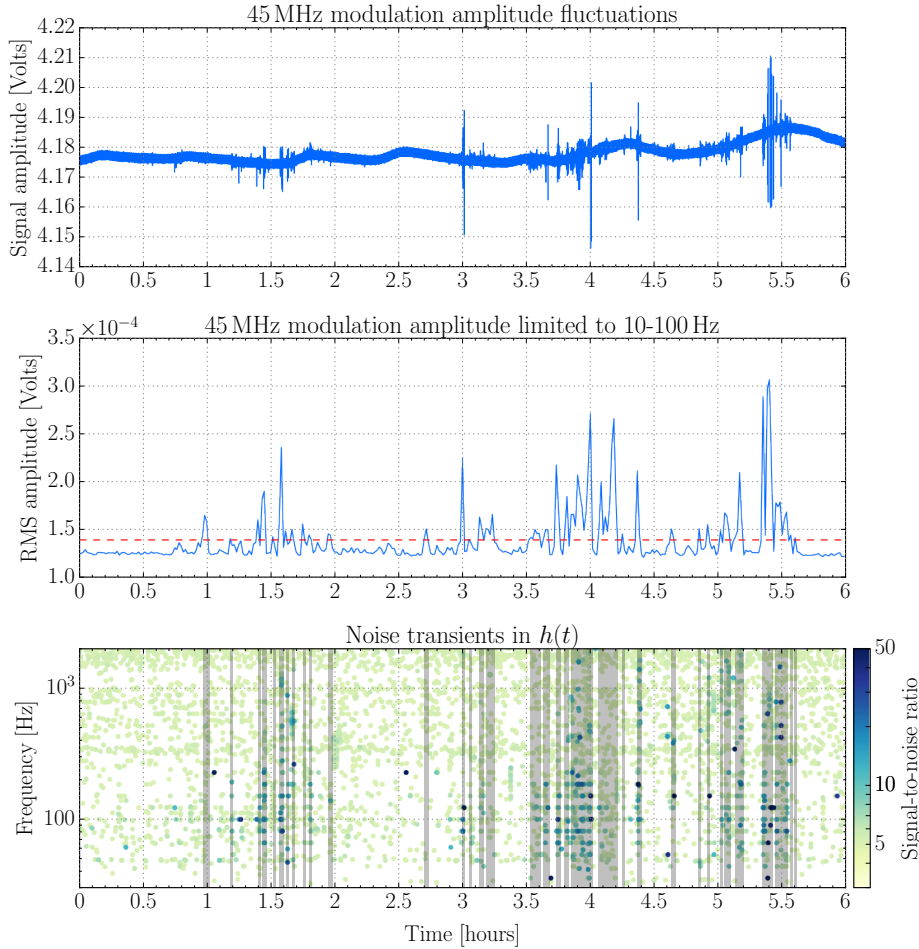 45 MHz modulation amplitude fluctuations
Signal amplitude [Volts]
4.22
4.21
4.20
4.19
4.18
4.17
4.16
4.15
4.14
0 0.5 1 1.5 2 2.5 3 3.5 4 4.5 5 5.5 6
×10⁻⁴
45 MHz modulation amplitude limited to 10-100 Hz
RMS amplitude [Volts]
3.5
3.0
2.5
2.0
1.5
1.0
0 0.5 1 1.5 2 2.5 3 3.5 4 4.5 5 5.5 6
Noise transients in h(t)
Frequency [Hz]
10³
100
0 0.5 1 1.5 2 2.5 3 3.5 4 4.5 5 5.5 6
Time [hours]
50
10
5
Signal-to-noise ratio